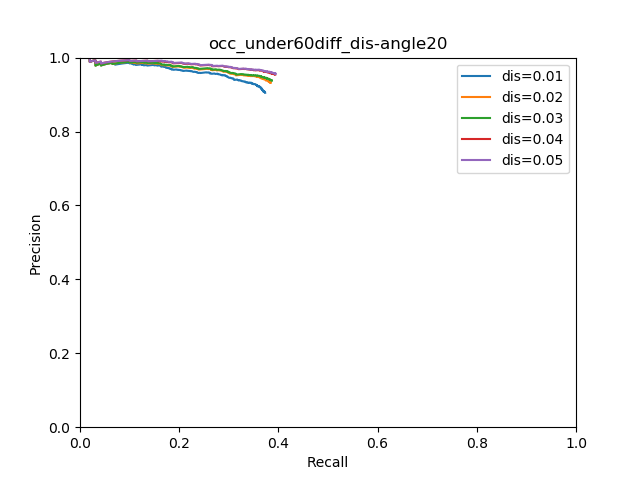 occ_under60diff_dis-angle20
1.0
0.8
0.6
0.4
0.2
0.0
Precision
dis=0.01
dis=0.02
dis=0.03
dis=0.04
dis=0.05
0.0 0.2 0.4 0.6 0.8 1.0
Recall